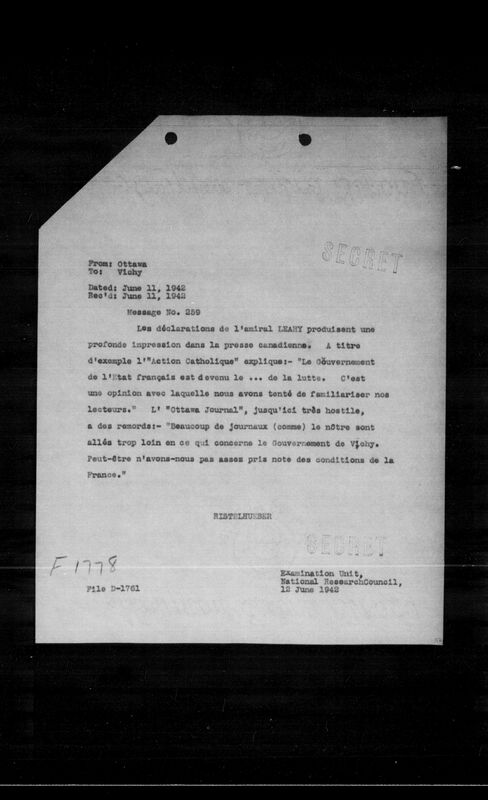 SECRET
From: Ottawa
To: Vichy
Dated: June 11, 1942
Rec'd: June 11, 1942
Message No. 259
Les déclarations de l'amiral LEAHY produisent une
profonde impression dans la presse canadienne. A titre
d'exemple l'"Action Catholique" explique:- "Le Gouvernement
de l'Etat français est devenu le ... de la lutte. C'est
une opinion avec laquelle nous avons tenté de familiariser nos
lecteurs." L' "Ottawa Journal", jusqu'ici très hostile,
a des remords:- "Beaucoup de journaux (comme) le nôtre sont
allés trop loin en ce qui concerne le Gouvernement de Vichy.
Peut-être n'avons-nous pas asses pris note des conditions de la
France."
RISTELHUEBER
SECRET
F 1778
Examination Unit,
National ResearchCouncil,
File D-1761
12 June 1942